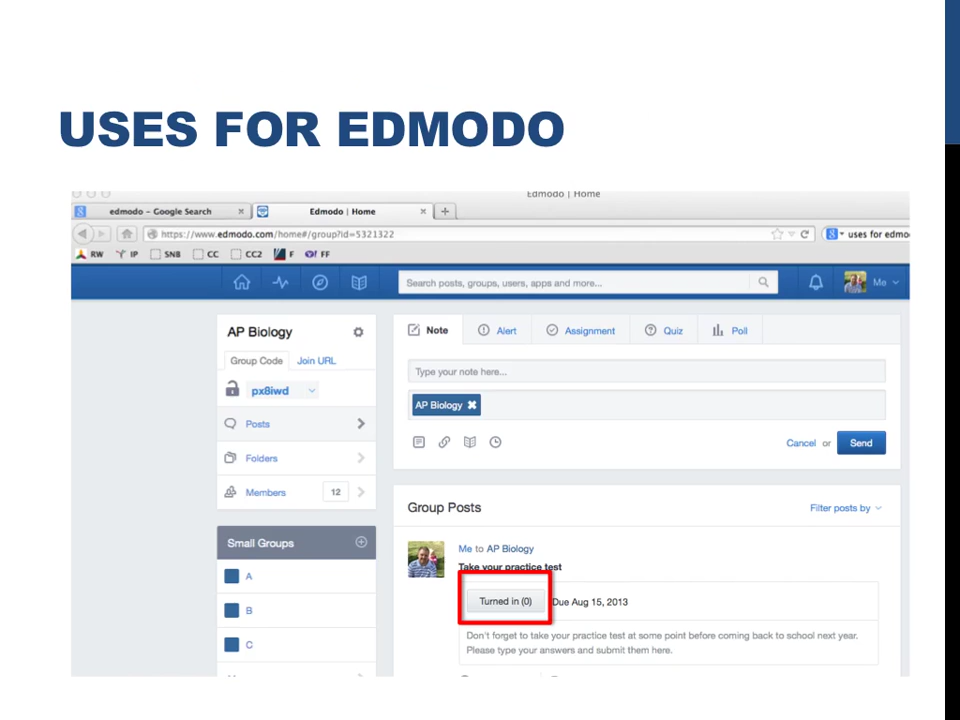 USES FOR EDMODO
Edmodo | Home
edmodo – Google Search
Edmodo | Home
https://www.edmodo.com/home#/group?id=5321322
uses for edmo
RW IP SNB CC CC2 F FF
Search posts, groups, users, apps and more...
Me
AP Biology
Group Code Join URL
px8iwd
Posts
Folders
Members 12
Small Groups
A
B
C
Note Alert Assignment Quiz Poll
Type your note here...
AP Biology
Cancel or Send
Group Posts
Filter posts by
Me to AP Biology
Take your practice test
Turned in (0) Due Aug 15, 2013
Don't forget to take your practice test at some point before coming back to school next year.
Please type your answers and submit them here.